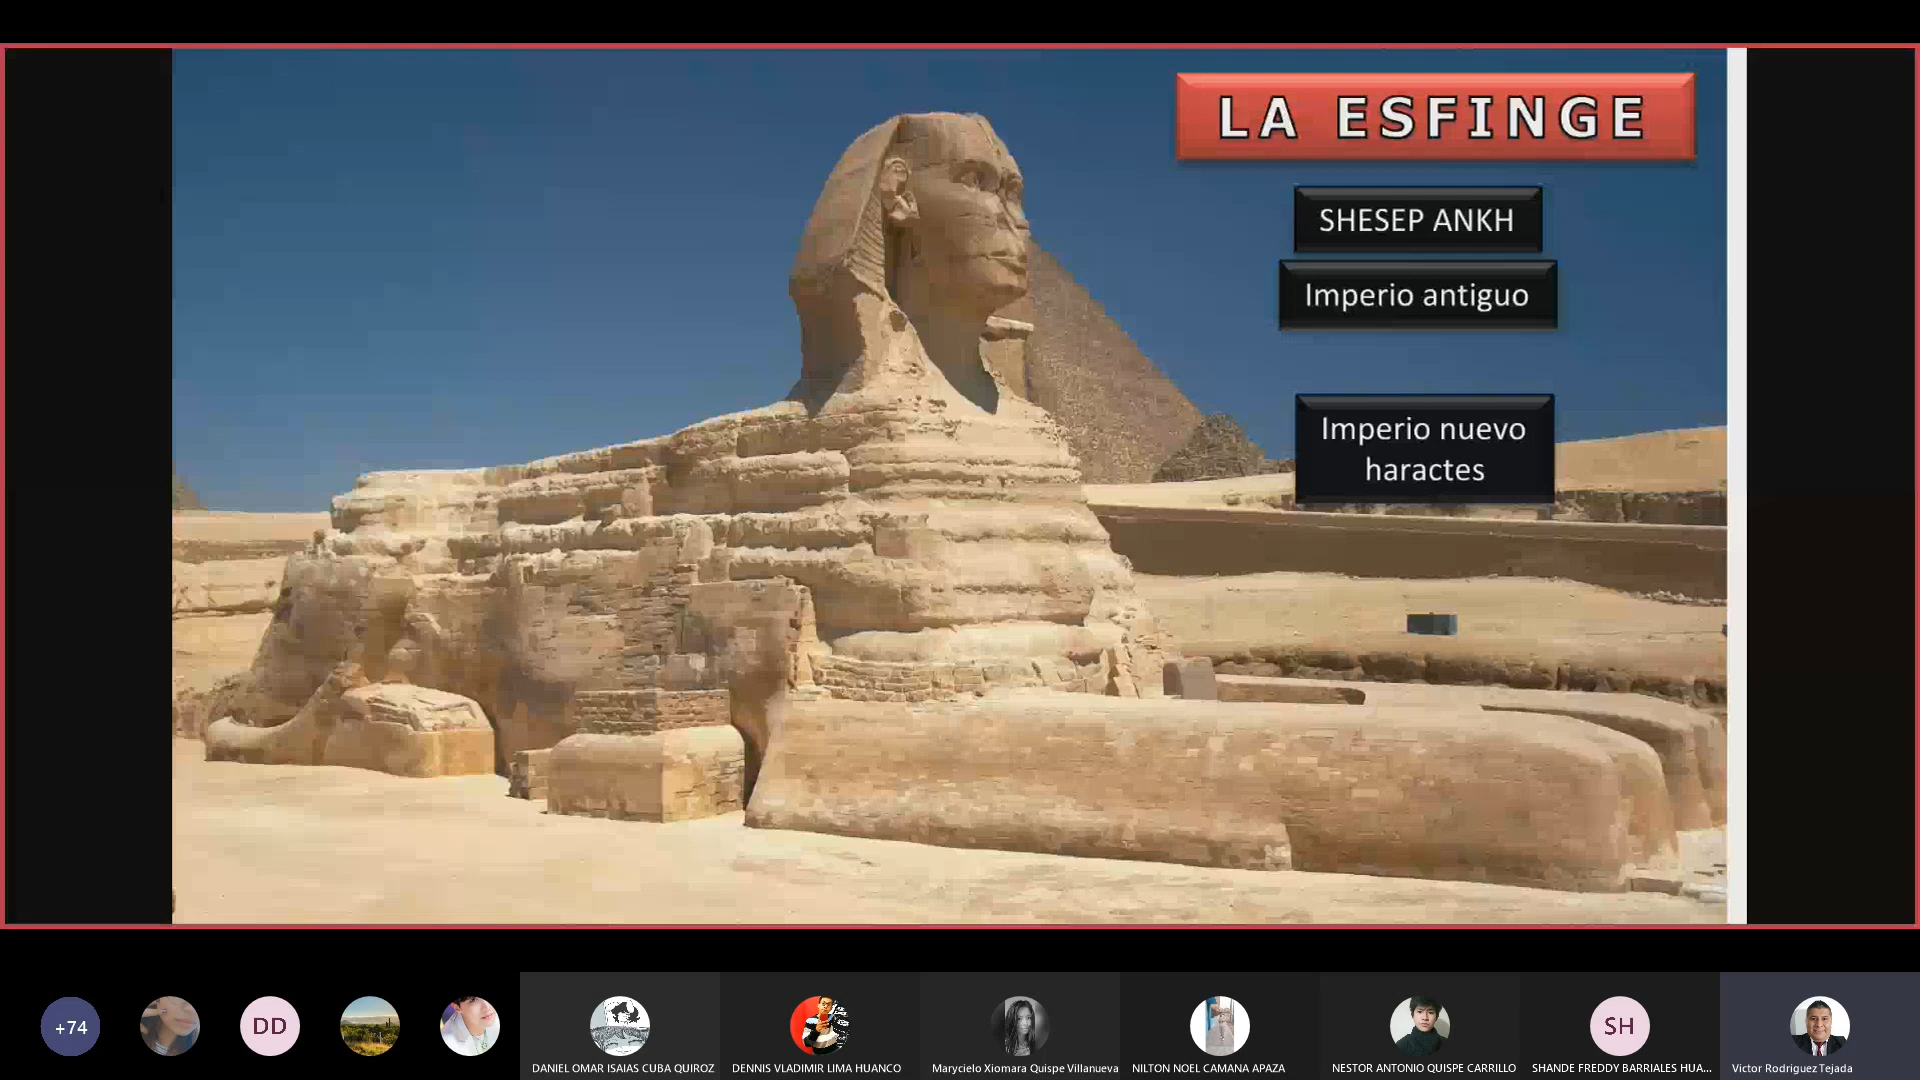 LA ESFINGE
SHESEP ANKH
Imperio antiguo
Imperio nuevo
haractes
+74
DD
SH
DANIEL OMAR ISAIAS CUBA QUIROZ
DENNIS VLADIMIR LIMA HUANCO
Marycielo Xiomara Quispe Villanueva
NILTON NOEL CAMANA APAZA
NESTOR ANTONIO QUISPE CARRILLO
SHANDE FREDDY BARRIALES HUA...
Victor Rodriguez Tejada